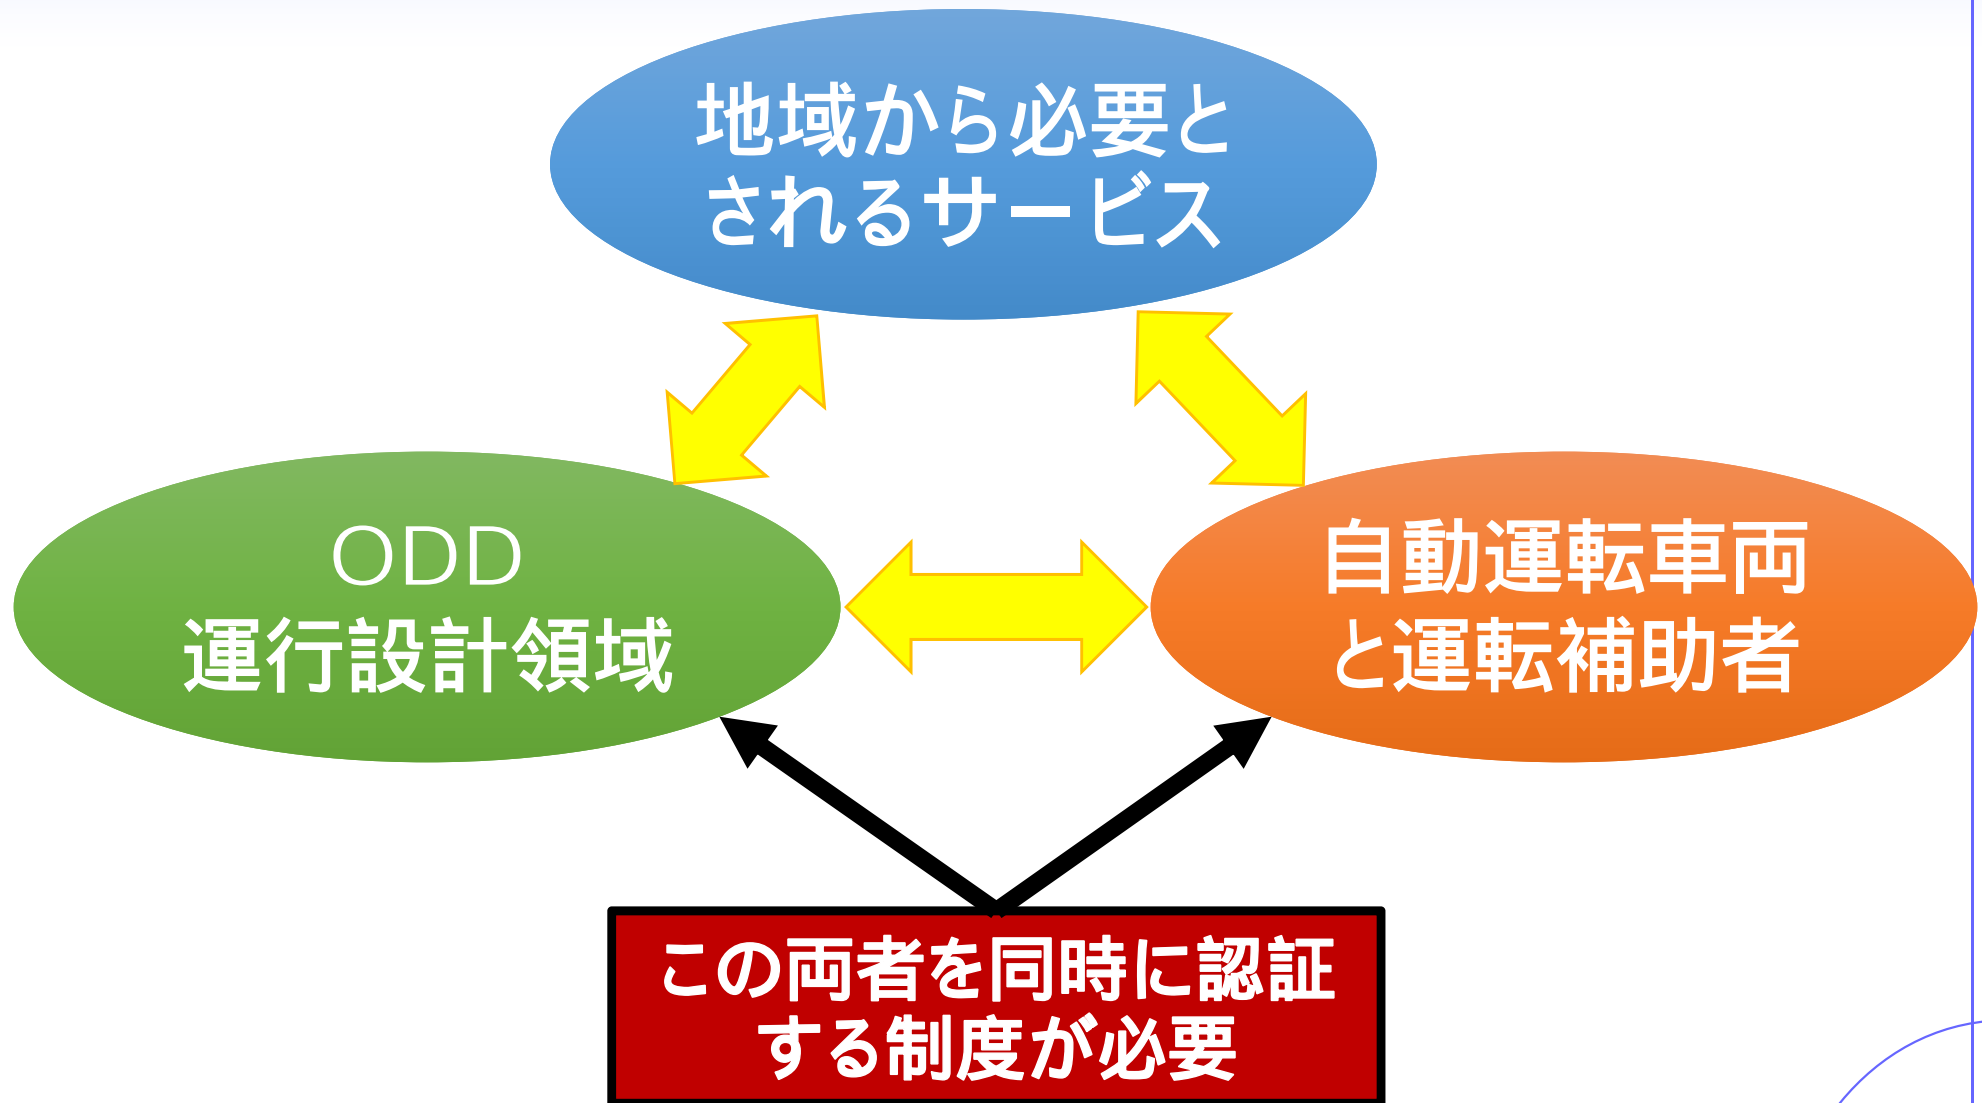 地域から必要と
されるサービス
ODD
運行設計領域
自動運転車両
と運転補助者
この両者を同時に認証
する制度が必要